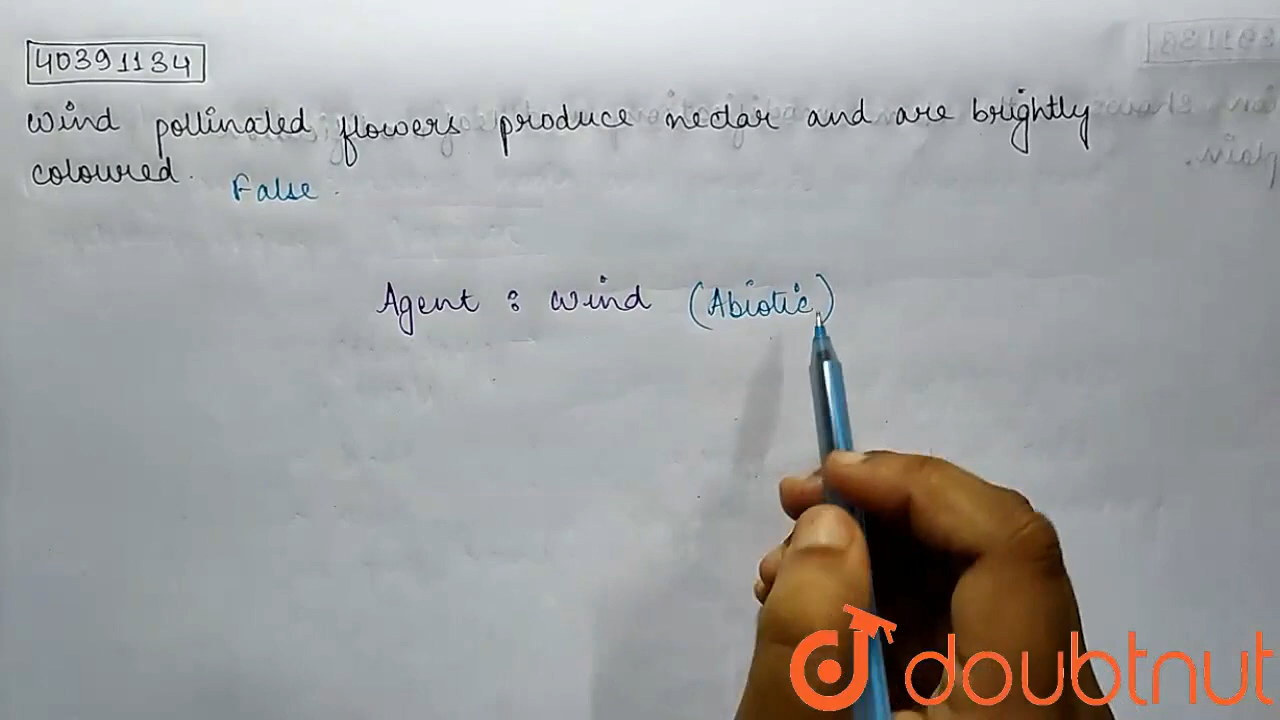 40391134
Wind pollinated flowers produce nectar and are brightly
coloured.
False.
Agent : Wind (Abiotic)
doubtnut